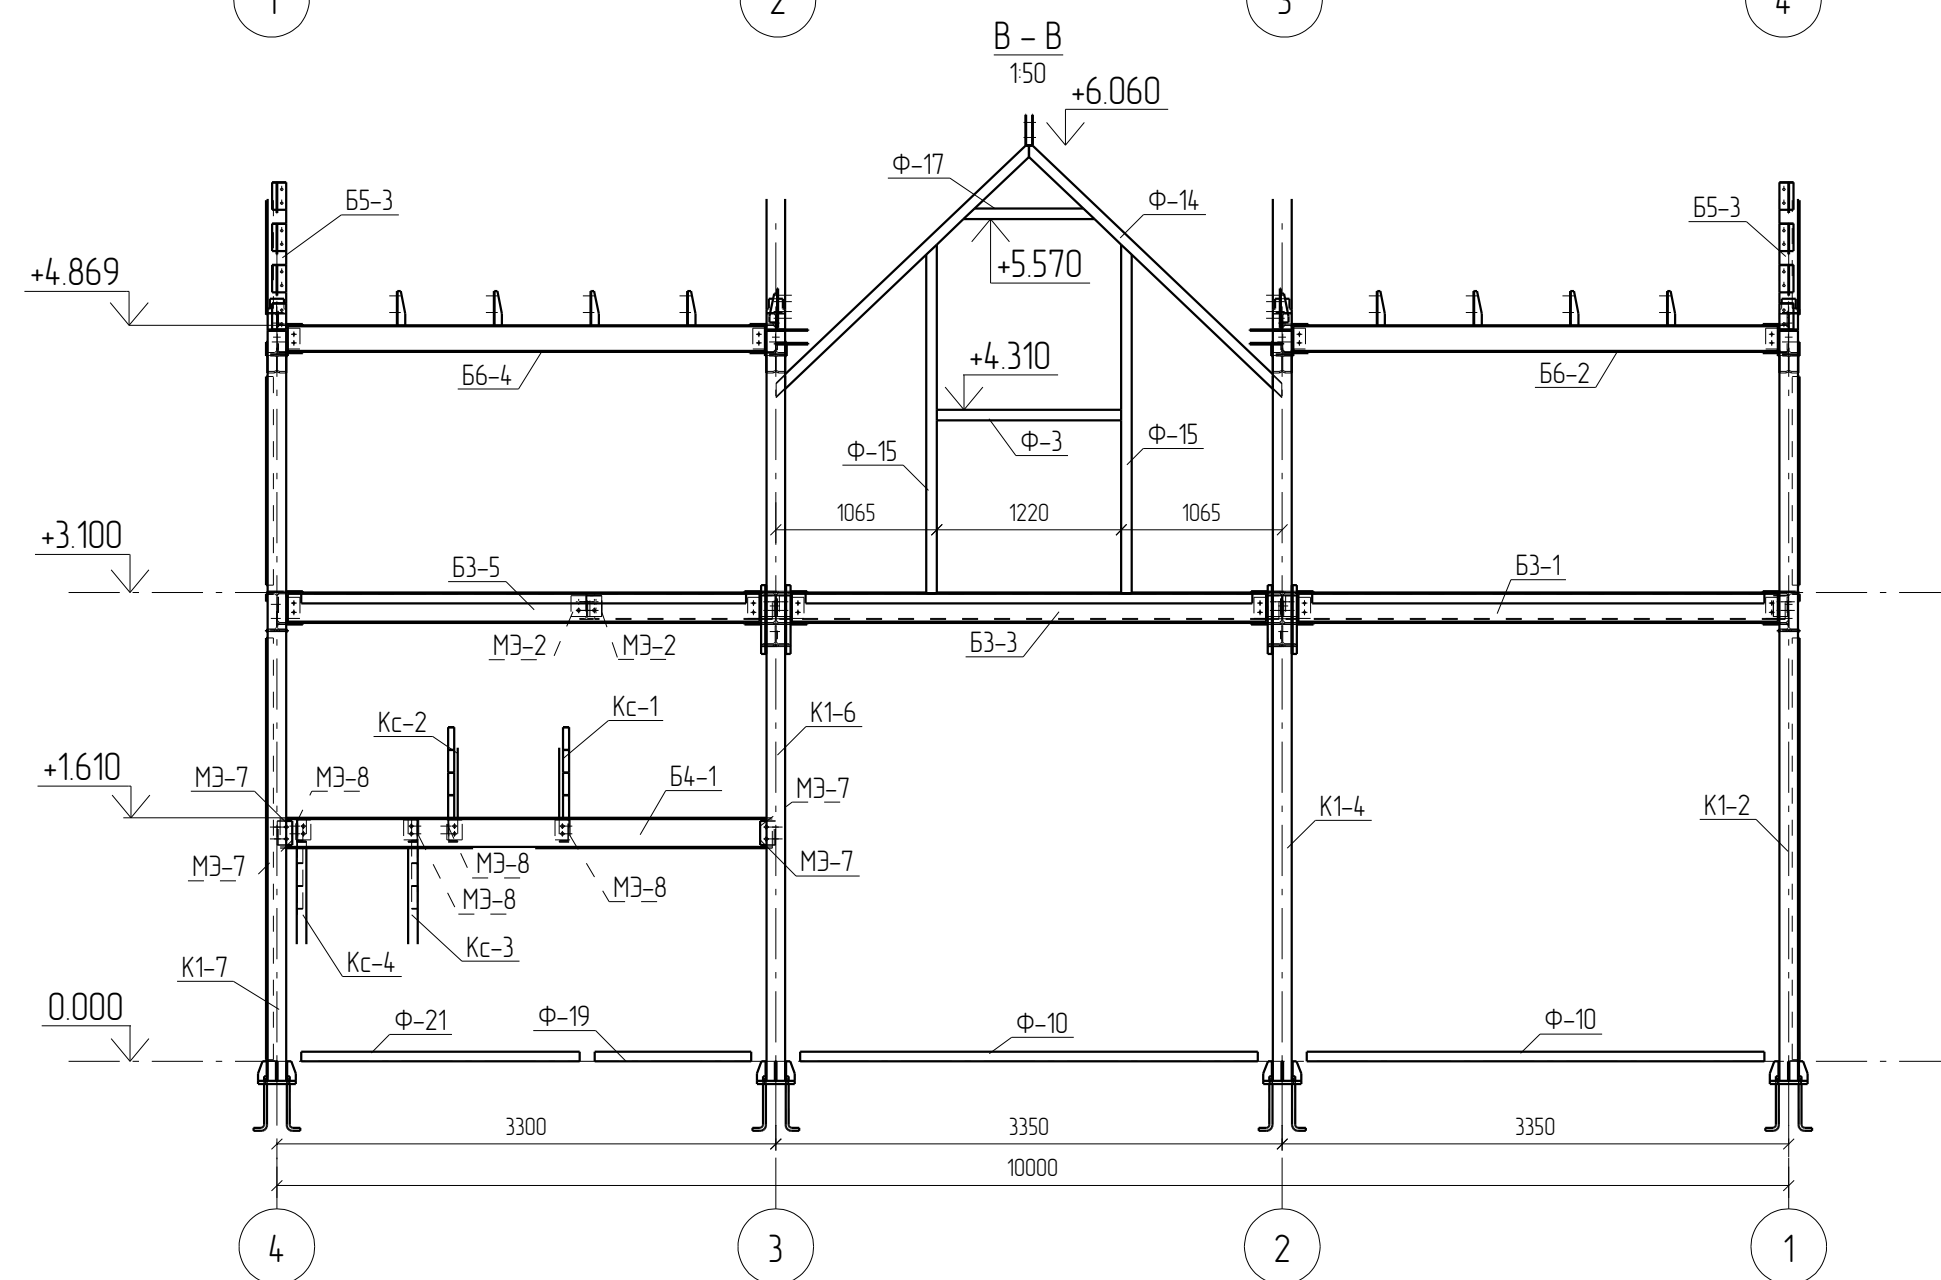 1 2 3 4
В – В
1:50
+6.060
Ф-17
Б5-3
Ф-14
Б5-3
+5.570
+4.869
+4.310
Б6-4
Б6-2
Ф-3
Ф-15
Ф-15
1065 1220 1065
+3.100
Б3-5
Б3-1
МЭ-2 МЭ-2
Б3-3
Кс-2
Кс-1
К1-6
+1.610
МЭ-7
МЭ-8
Б4-1
МЭ-7
К1-4
К1-2
МЭ-7
МЭ-8
МЭ-7
МЭ-8
МЭ-8
Кс-3
Кс-4
К1-7
0.000
Ф-21
Ф-19
Ф-10
Ф-10
3300 3350 3350
10000
4 3 2 1